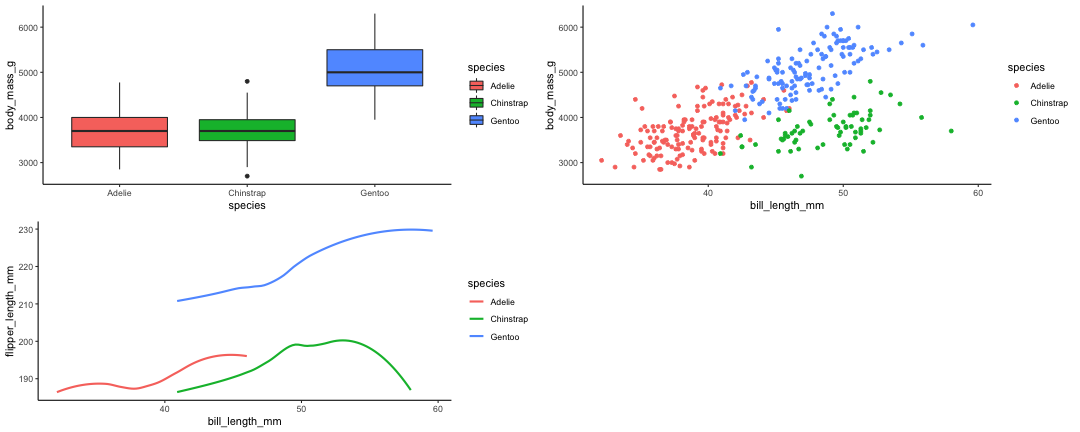 body_mass_g
6000
5000
4000
3000
Adelie
Chinstrap
Gentoo
species
species
Adelie
Chinstrap
Gentoo
body_mass_g
6000
5000
4000
3000
40
50
60
bill_length_mm
species
Adelie
Chinstrap
Gentoo
flipper_length_mm
230
220
210
200
190
40
50
60
bill_length_mm
species
Adelie
Chinstrap
Gentoo